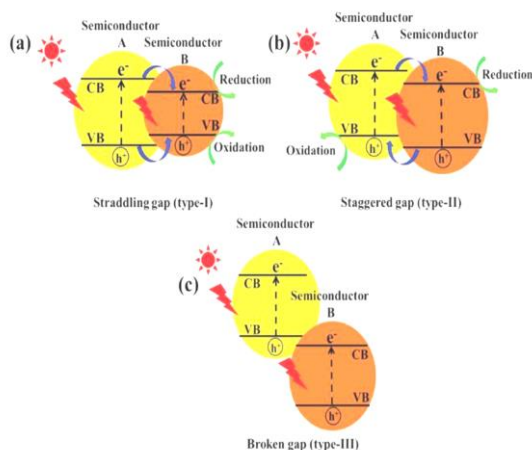 (a)
Semiconductor
A
Semiconductor
B
e⁻
CB
e⁻
CB
Reduction
VB
h⁺
VB
h⁺
Oxidation
Straddling gap (type-I)
(b)
Semiconductor
A
Semiconductor
B
e⁻
CB
e⁻
CB
Reduction
VB
h⁺
VB
h⁺
Oxidation
Staggered gap (type-II)
(c)
Semiconductor
A
e⁻
CB
VB
h⁺
Semiconductor
B
e⁻
CB
VB
h⁺
Broken gap (type-III)